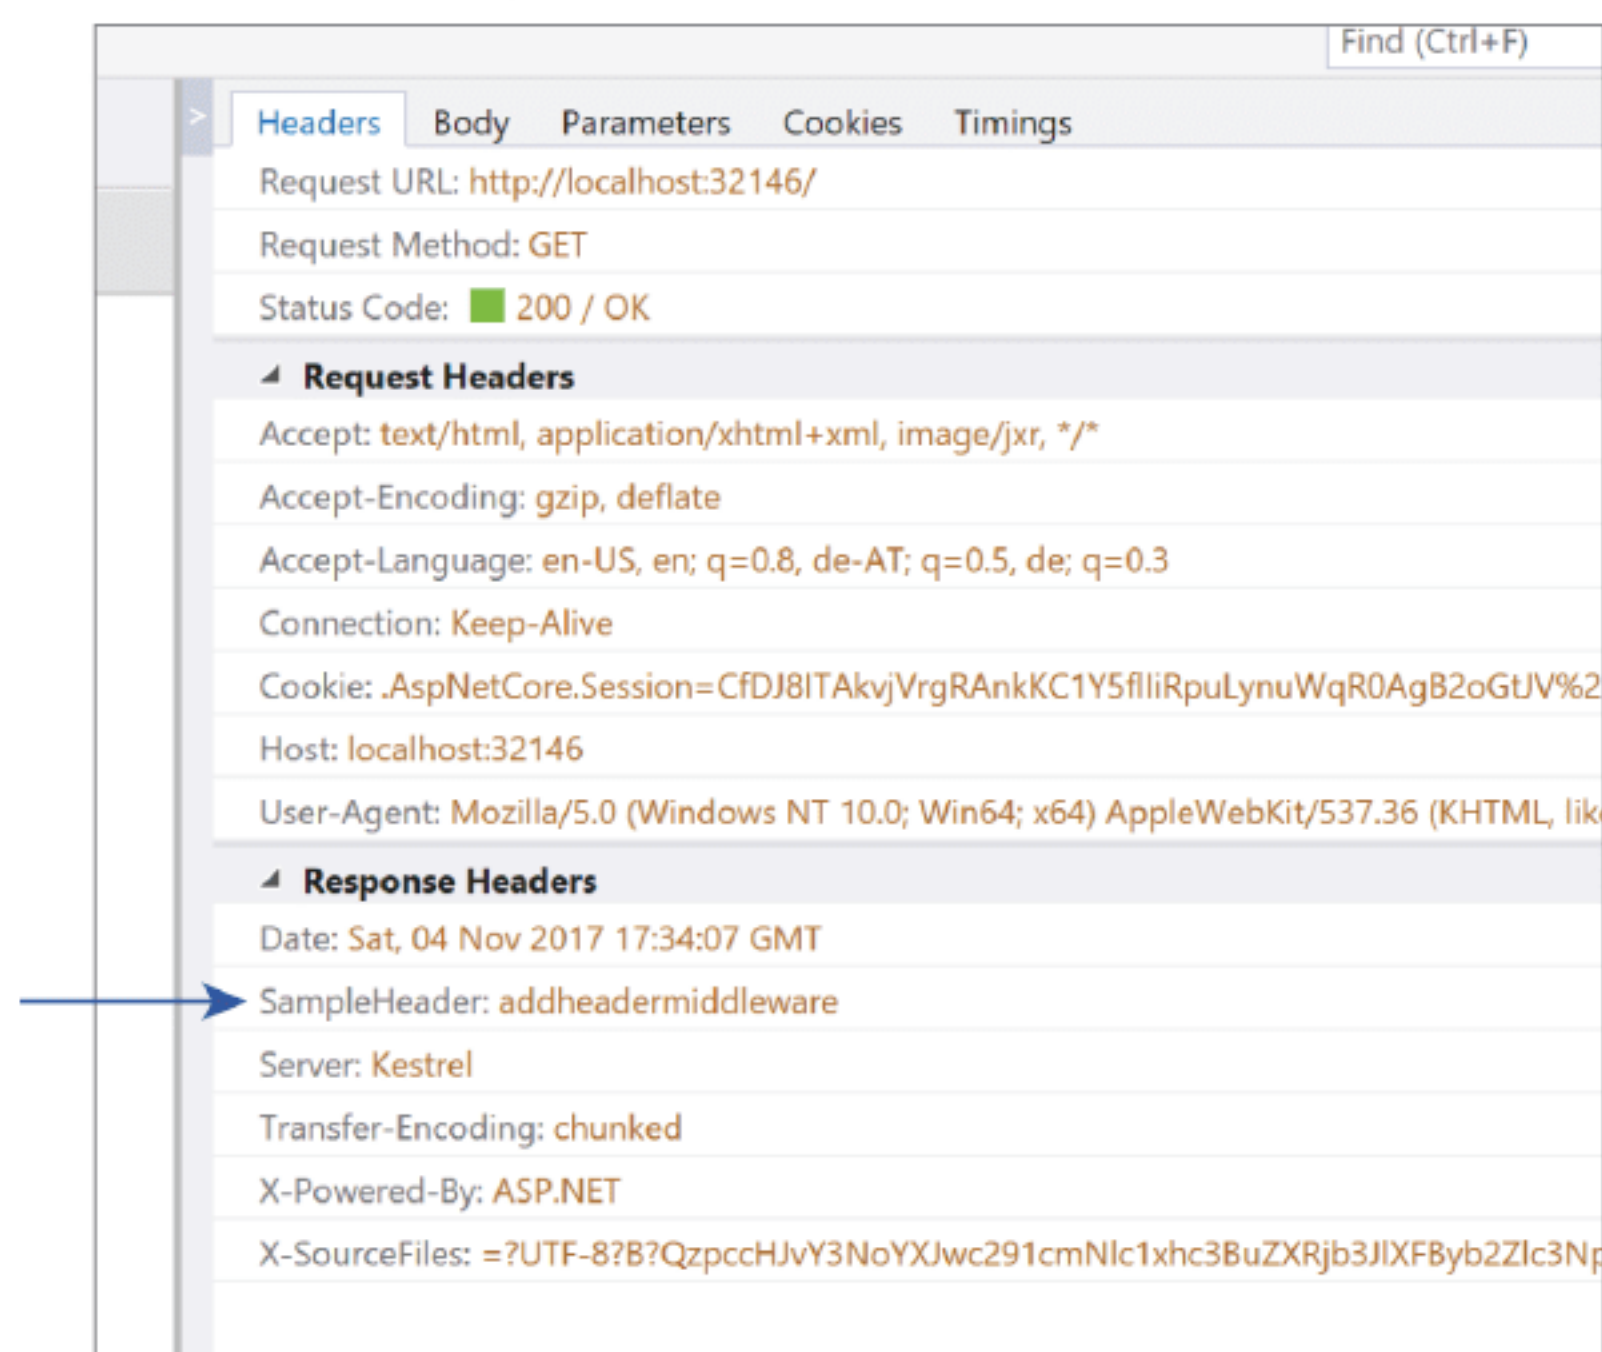 Find (Ctrl+F)
> Headers Body Parameters Cookies Timings
Request URL: http://localhost:32146/
Request Method: GET
Status Code: 200 / OK
Request Headers
Accept: text/html, application/xhtml+xml, image/jxr, */*
Accept-Encoding: gzip, deflate
Accept-Language: en-US, en; q=0.8, de-AT; q=0.5, de; q=0.3
Connection: Keep-Alive
Cookie: .AspNetCore.Session=CfDJ8ITAkvjVrgRAnkKC1Y5flIiRpuLynuWqR0AgB2oGtJV%2
Host: localhost:32146
User-Agent: Mozilla/5.0 (Windows NT 10.0; Win64; x64) AppleWebKit/537.36 (KHTML, like
Response Headers
Date: Sat, 04 Nov 2017 17:34:07 GMT
SampleHeader: addheadermiddleware
Server: Kestrel
Transfer-Encoding: chunked
X-Powered-By: ASP.NET
X-SourceFiles: =?UTF-8?B?QzpccHJvY3NoYXJwc291cmNlc1xhc3BuZXRjb3JlXFByb2Zlc3Np